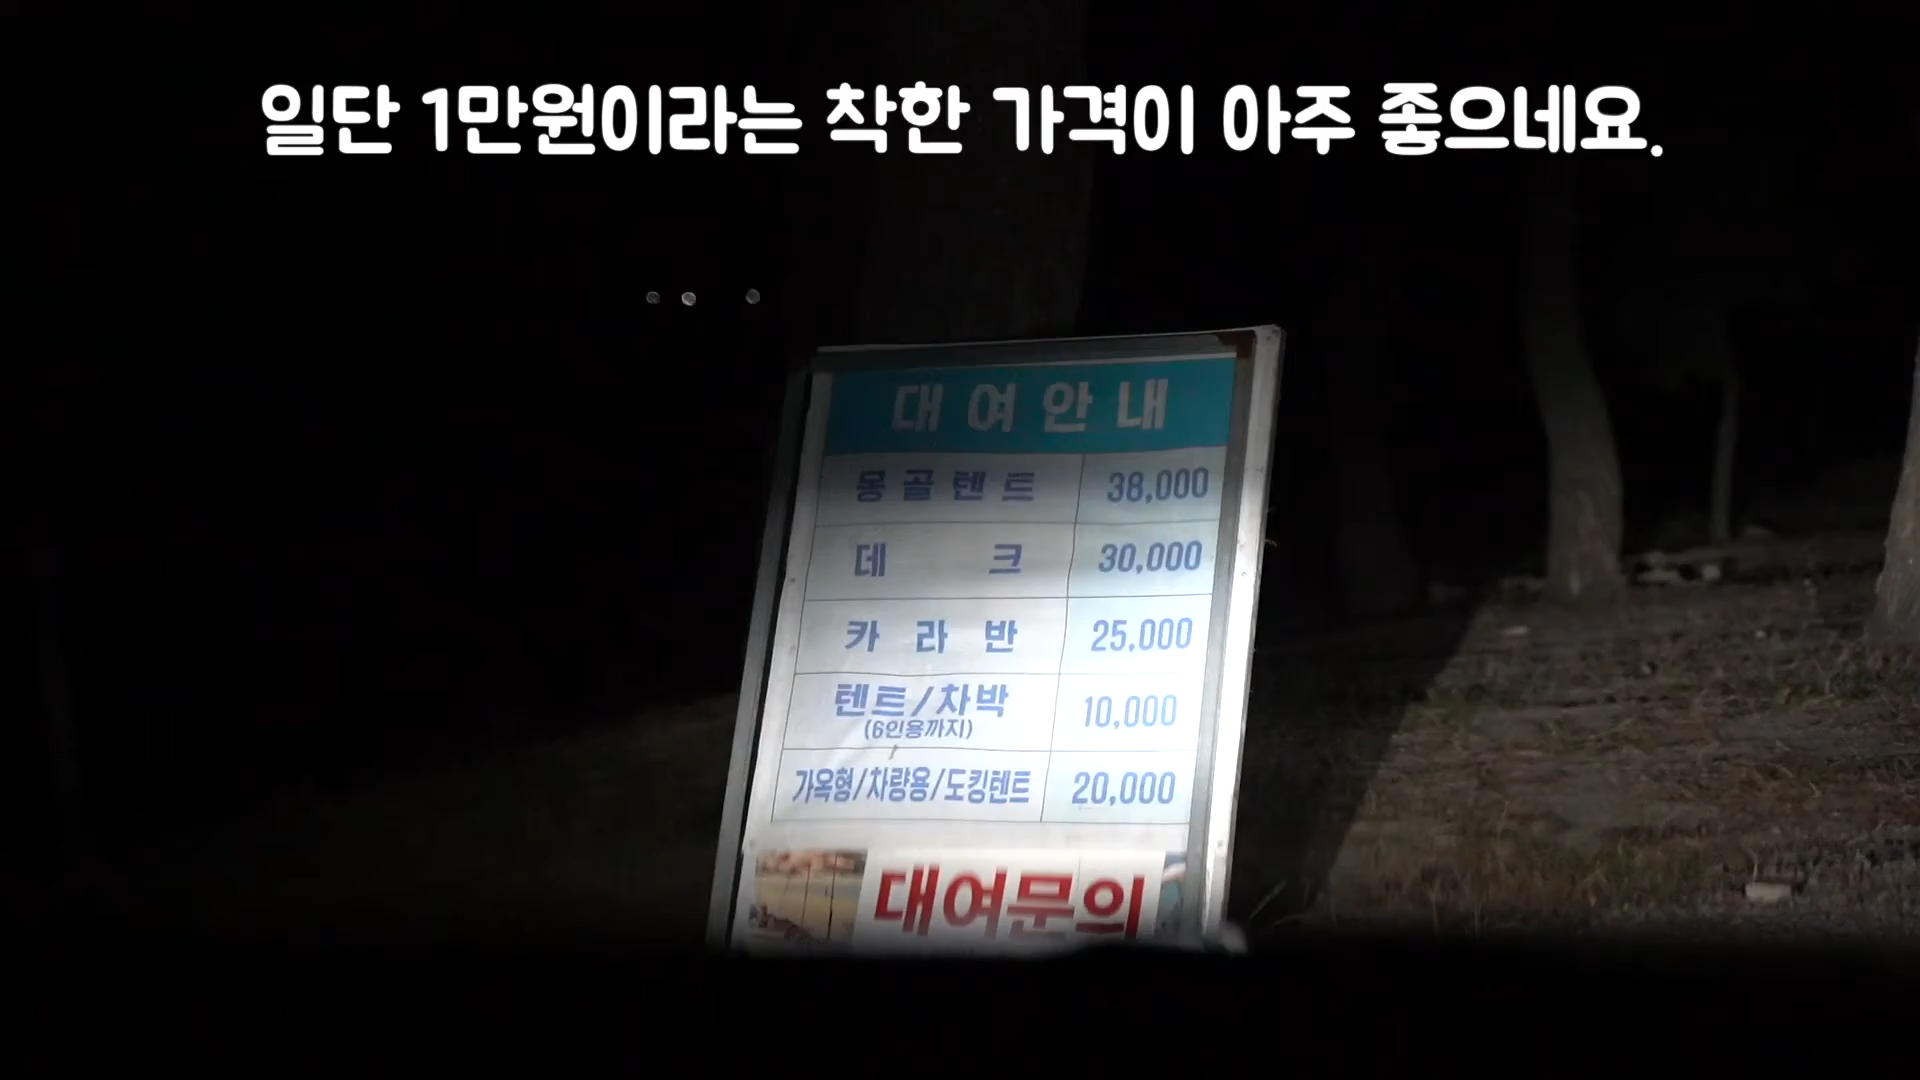 일단 1만원이라는 착한 가격이 아주 좋으네요.
대여안내
몽골텐트 38,000
데크 30,000
카라반 25,000
텐트/차박 10,000
(6인용까지)
가옥형/차량용/도킹텐트 20,000
대여문의